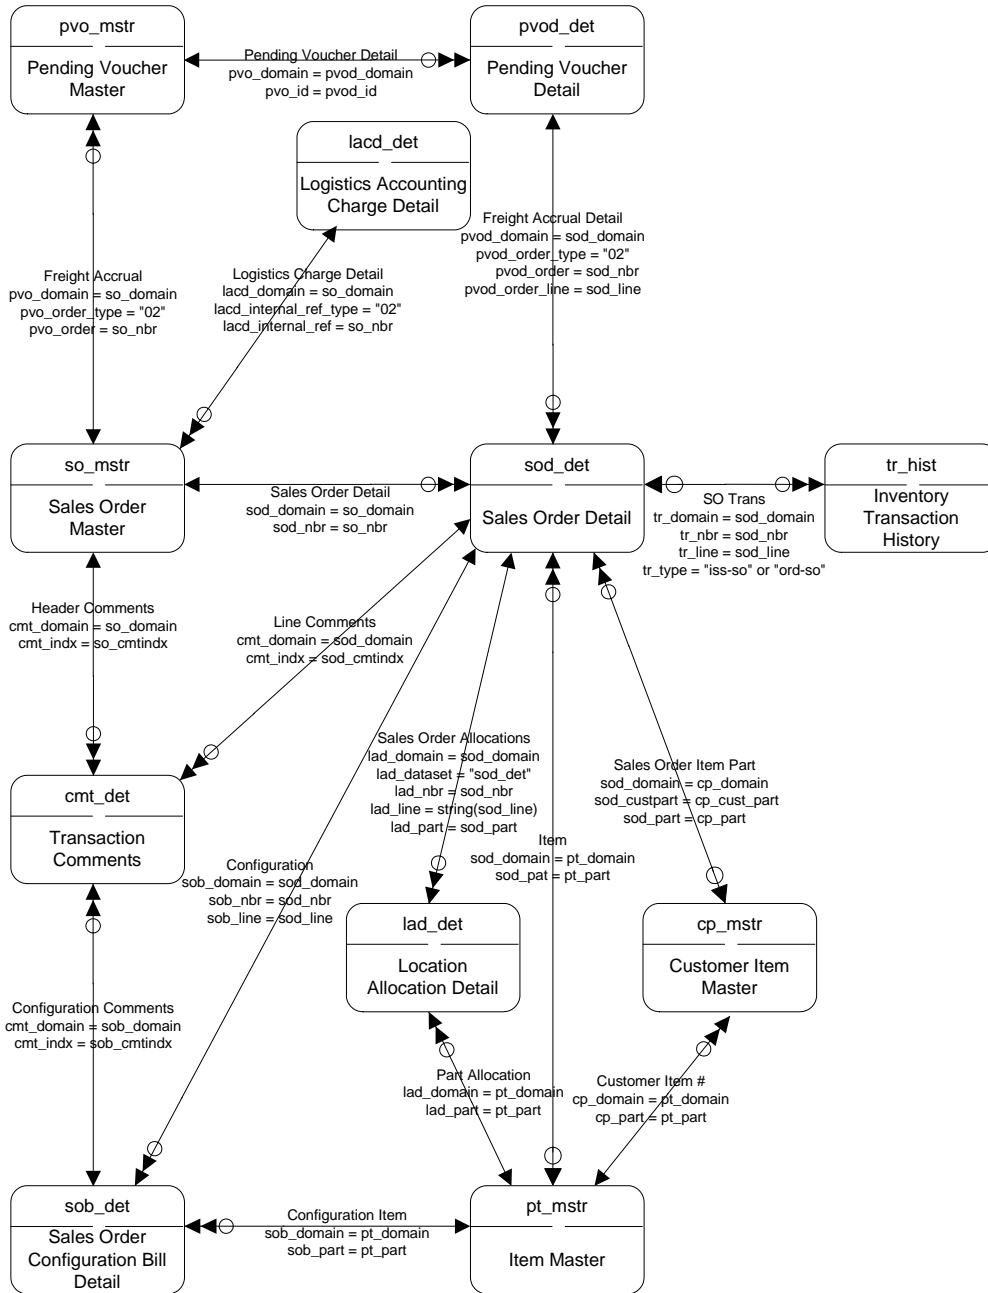 pvo_mstr
Pending Voucher
Master
Pending Voucher Detail
pvo_domain = pvod_domain
pvo_id = pvod_id
pvod_det
Pending Voucher
Detail
lacd_det
Logistics Accounting
Charge Detail
Freight Accrual Detail
pvod_domain = sod_domain
pvod_order_type = "02"
pvod_order = sod_nbr
pvod_order_line = sod_line
Freight Accrual
pvo_domain = so_domain
pvo_order_type = "02"
pvo_order = so_nbr
Logistics Charge Detail
lacd_domain = so_domain
lacd_internal_ref_type = "02"
lacd_internal_ref = so_nbr
so_mstr
Sales Order
Master
Sales Order Detail
sod_domain = so_domain
sod_nbr = so_nbr
sod_det
Sales Order Detail
SO Trans
tr_domain = sod_domain
tr_nbr = sod_nbr
tr_line = sod_line
tr_type = "iss-so" or "ord-so"
tr_hist
Inventory
Transaction
History
Header Comments
cmt_domain = so_domain
cmt_indx = so_cmtindx
Line Comments
cmt_domain = sod_domain
cmt_indx = sod_cmtindx
Sales Order Allocations
lad_domain = sod_domain
lad_dataset = "sod_det"
lad_nbr = sod_nbr
lad_line = string(sod_line)
lad_part = sod_part
Sales Order Item Part
sod_domain = cp_domain
sod_custpart = cp_cust_part
sod_part = cp_part
cmt_det
Transaction
Comments
Item
sod_domain = pt_domain
sod_pat = pt_part
Configuration
sob_domain = sod_domain
sob_nbr = sod_nbr
sob_line = sod_line
lad_det
Location
Allocation Detail
cp_mstr
Customer Item
Master
Configuration Comments
cmt_domain = sob_domain
cmt_indx = sob_cmtindx
Part Allocation
lad_domain = pt_domain
lad_part = pt_part
Customer Item #
cp_domain = pt_domain
cp_part = pt_part
sob_det
Sales Order
Configuration Bill
Detail
Configuration Item
sob_domain = pt_domain
sob_part = pt_part
pt_mstr
Item Master